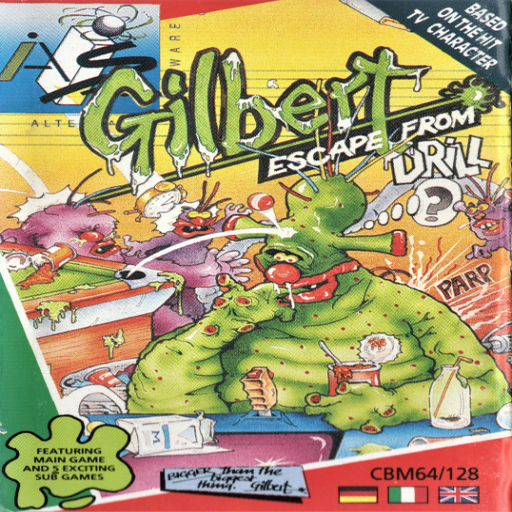 BASED
ON THE HIT
TV CHARACTER
ALTE
WARE
Gilbert
ESCAPE FROM
DRILL
?
PARP
FEATURING
MAIN GAME
AND 5 EXCITING
SUB GAMES
BIGGER Than the
biggest
thing. Gilbert
CBM64/128